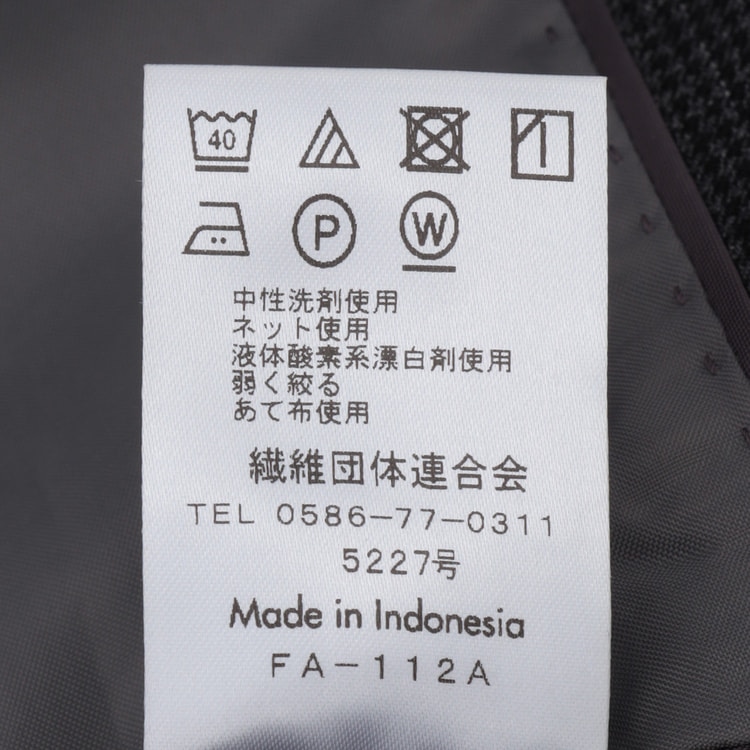 40
P
W
中性洗剤使用
ネット使用
液体酸素系漂白剤使用
弱く絞る
あて布使用
繊維団体連合会
TEL 0586-77-0311
5227号
Made in Indonesia
FA-112A